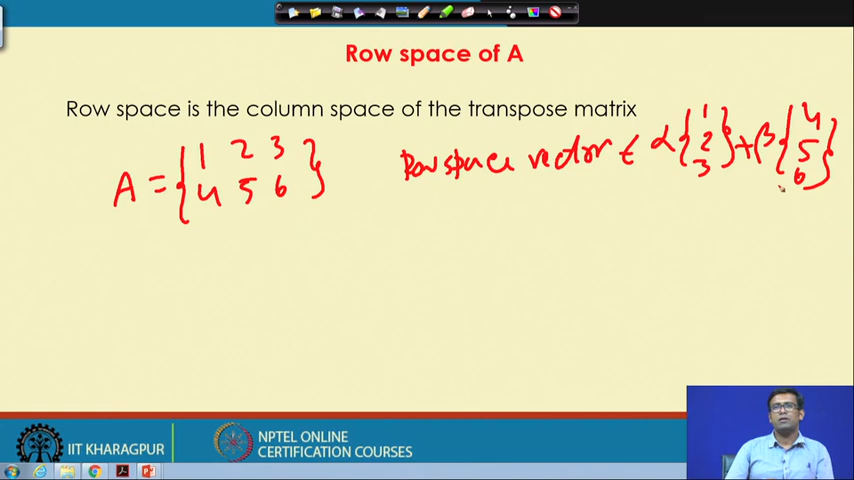 Row space of A
Row space is the column space of the transpose matrix
A = { 1 2 3 }
{ 4 5 6 }
Row space vector ∈ α { 1 2 3 } + β { 4 5 6 }
IIT KHARAGPUR
NPTEL ONLINE
CERTIFICATION COURSES